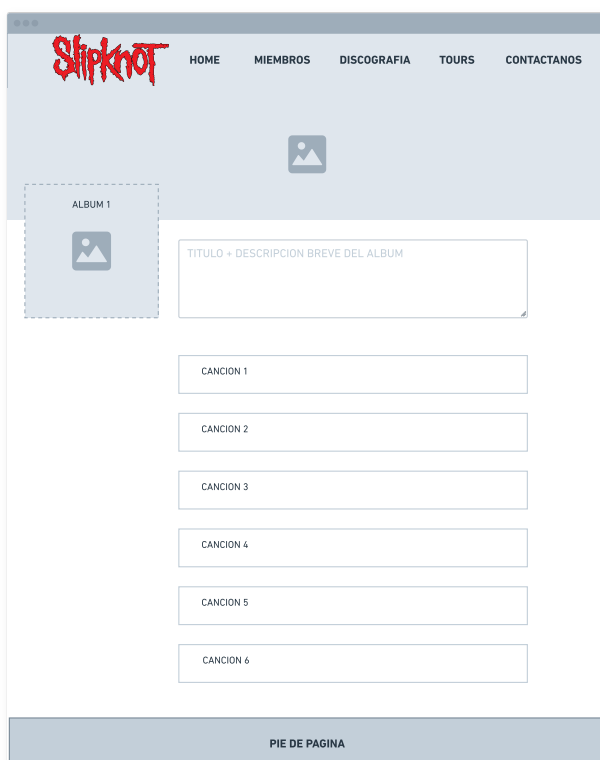 Slipknot
HOME MIEMBROS DISCOGRAFIA TOURS CONTACTANOS
ALBUM 1
TITULO + DESCRIPCION BREVE DEL ALBUM
CANCION 1
CANCION 2
CANCION 3
CANCION 4
CANCION 5
CANCION 6
PIE DE PAGINA